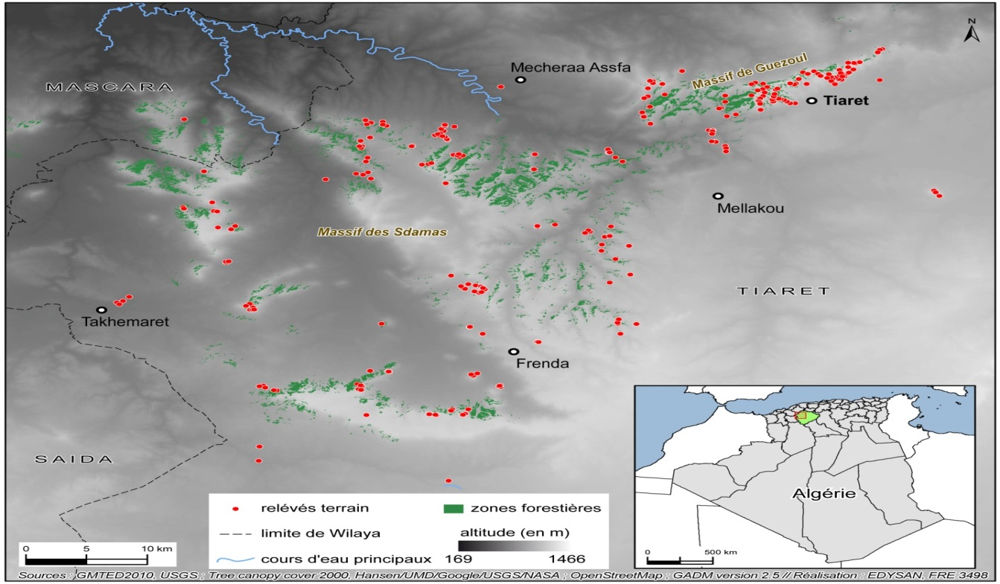 N
Mecheraa Assfa
Massif de Guezoul
MASCARA
Tiaret
Mellakou
Massif des Sdamas
TIARET
Takhemaret
Frenda
SAIDA
Algérie
relévés terrain
zones forestières
limite de Wilaya
altitude (en m)
cours d'eau principaux
169 1466
0 5 10 km
0 500 km
Sources : GMTED2010, USGS ; Tree canopy cover 2000, Hansen/UMD/Google/USGS/NASA ; OpenStreetMap ; GADM version 2.5 // Réalisation : EDYSAN, FRE 3498